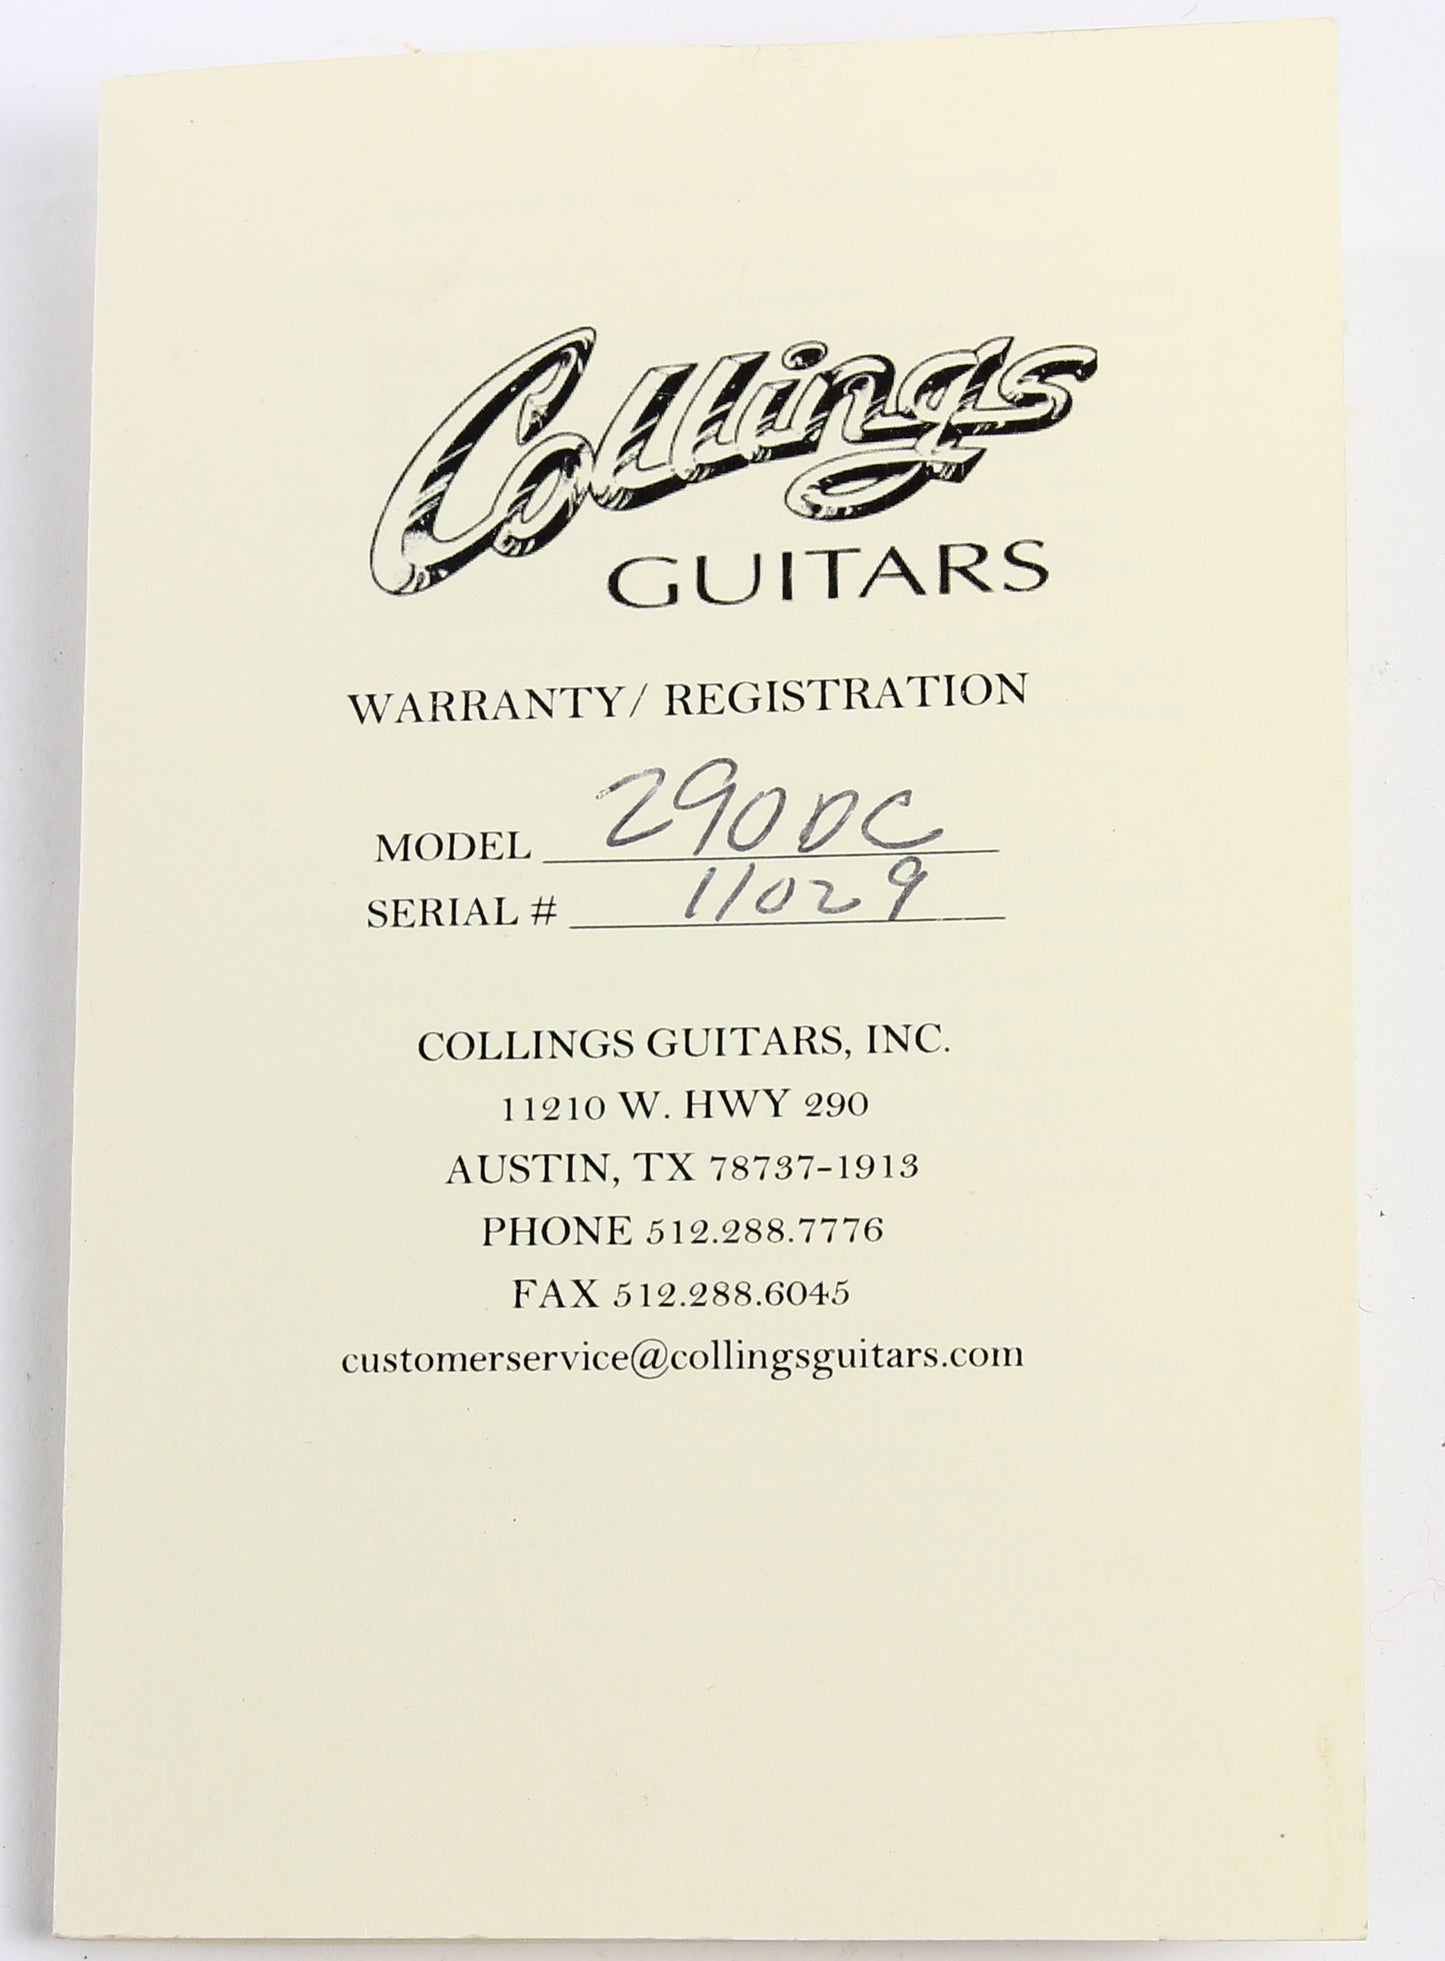 Collings
GUITARS
WARRANTY/ REGISTRATION
MODEL 290DC
SERIAL # 11029
COLLINGS GUITARS, INC.
11210 W. HWY 290
AUSTIN, TX 78737-1913
PHONE 512.288.7776
FAX 512.288.6045
customerservice@collingsguitars.com